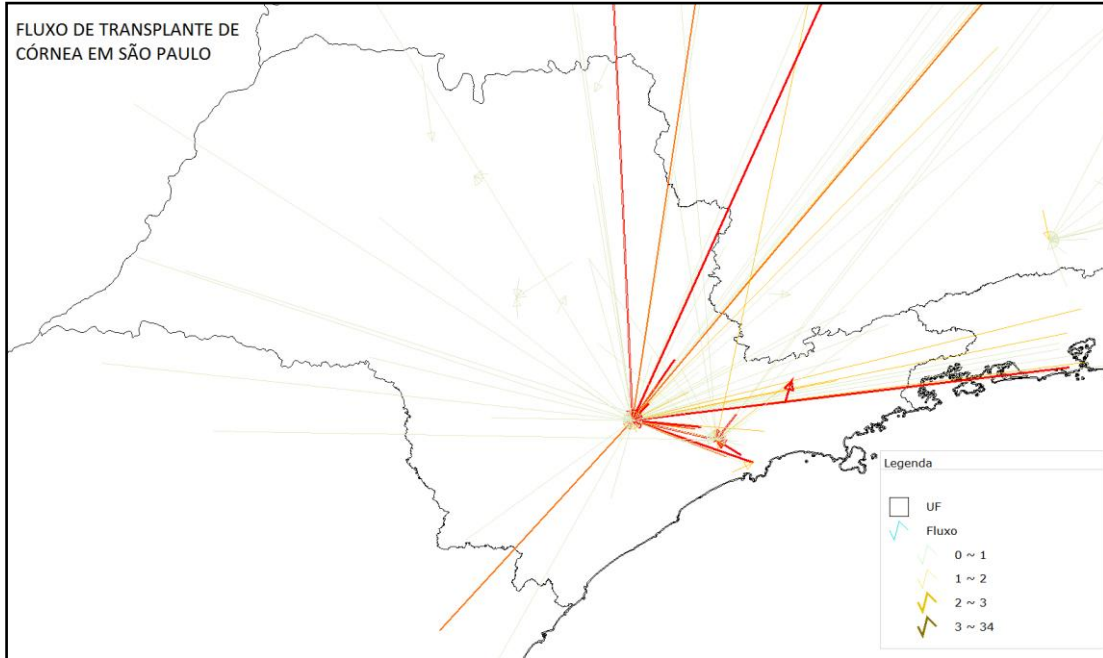 FLUXO DE TRANSPLANTE DE
CÓRNEA EM SÃO PAULO
Legenda
UF
Fluxo
0 ~ 1
1 ~ 2
2 ~ 3
3 ~ 34